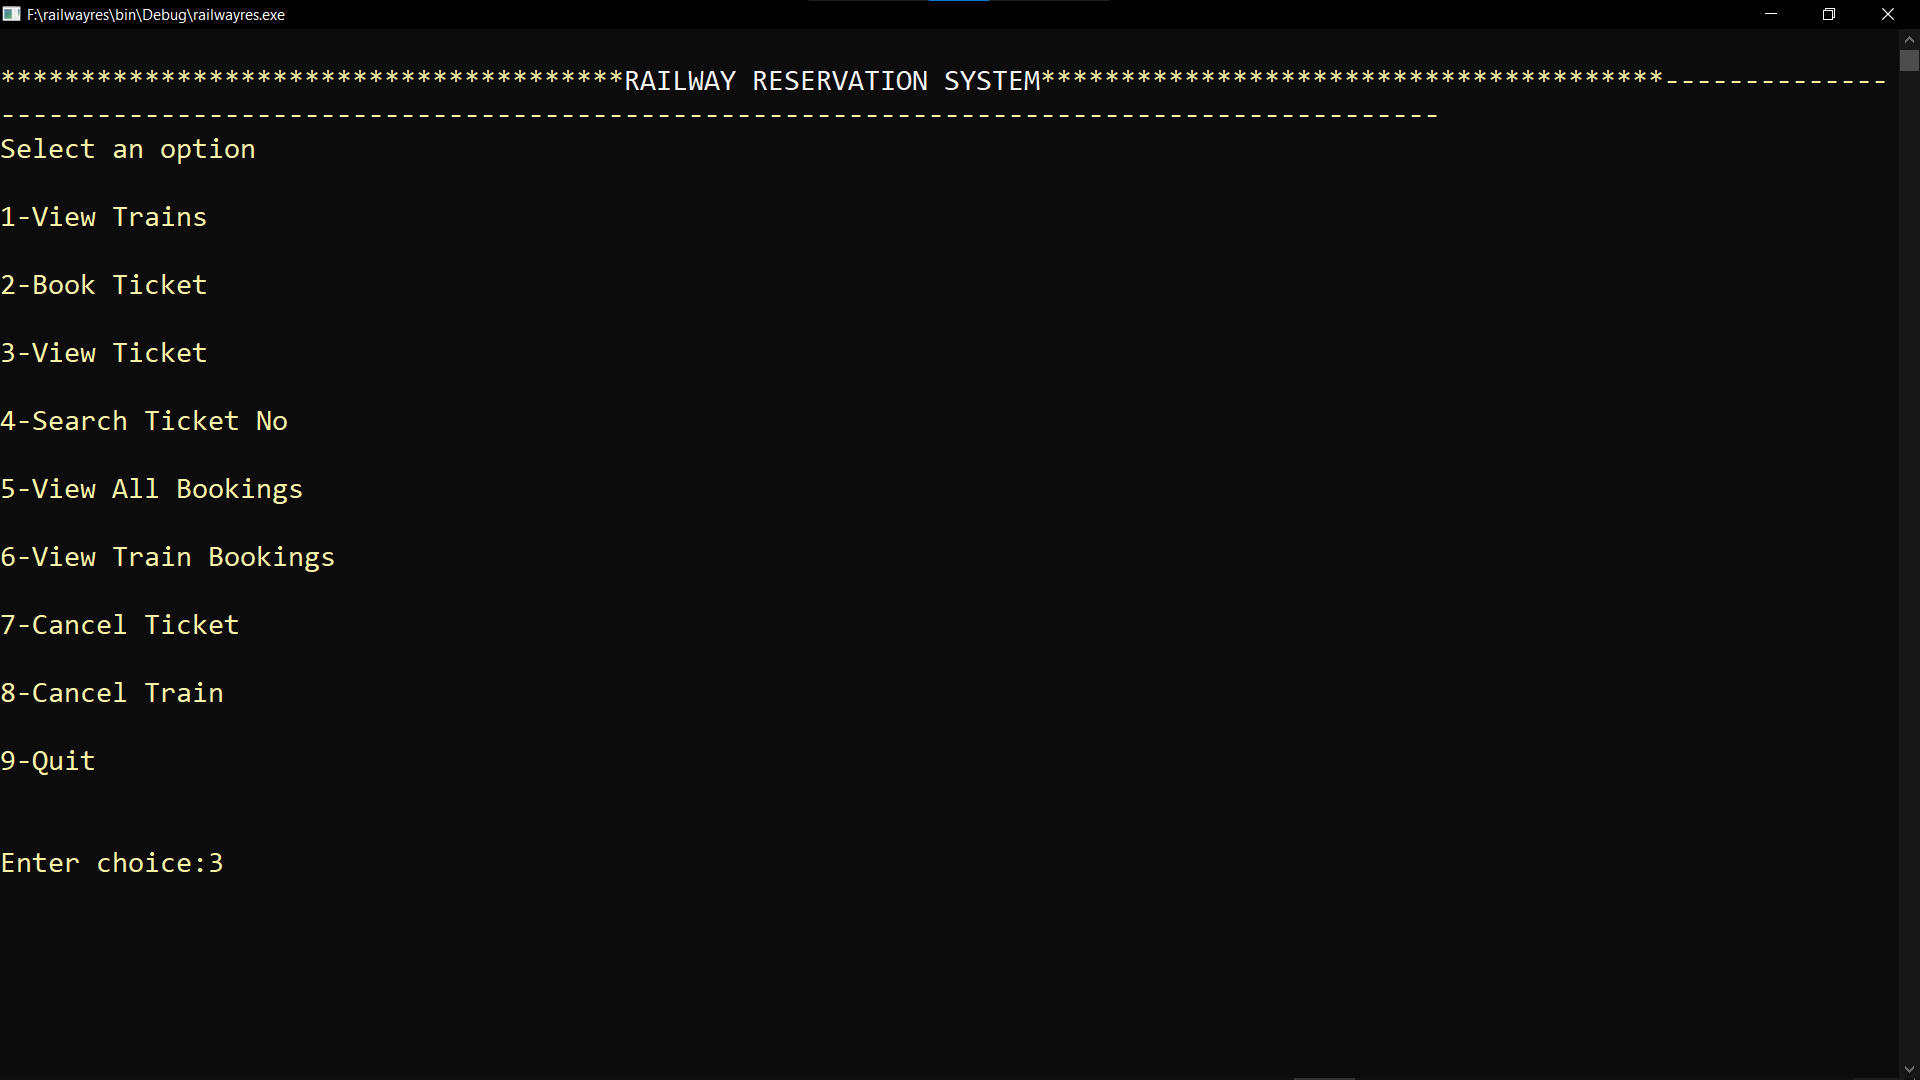 F:\railwayres\bin\Debug\railwayres.exe
***************************************RAILWAY RESERVATION SYSTEM***************************************--------------
------------------------------------------------------------------------------------------
Select an option
1-View Trains
2-Book Ticket
3-View Ticket
4-Search Ticket No
5-View All Bookings
6-View Train Bookings
7-Cancel Ticket
8-Cancel Train
9-Quit
Enter choice:3